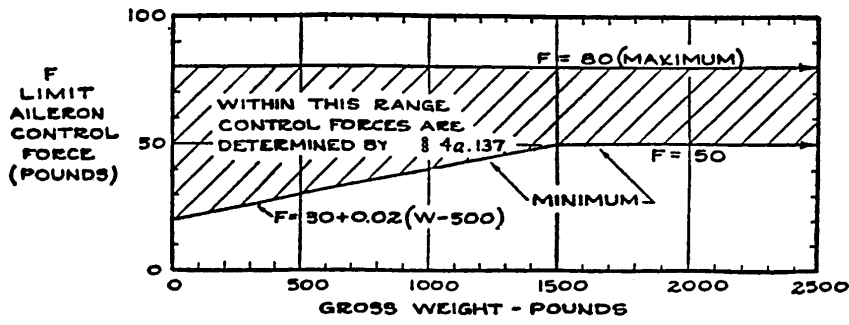 100
F = 80 (MAXIMUM)
F
LIMIT
AILERON
CONTROL
FORCE
(POUNDS)
WITHIN THIS RANGE
CONTROL FORCES ARE
DETERMINED BY § 4a.137
50
F = 50
MINIMUM
F=30+0.02(W-500)
0
0 500 1000 1500 2000 2500
GROSS WEIGHT - POUNDS